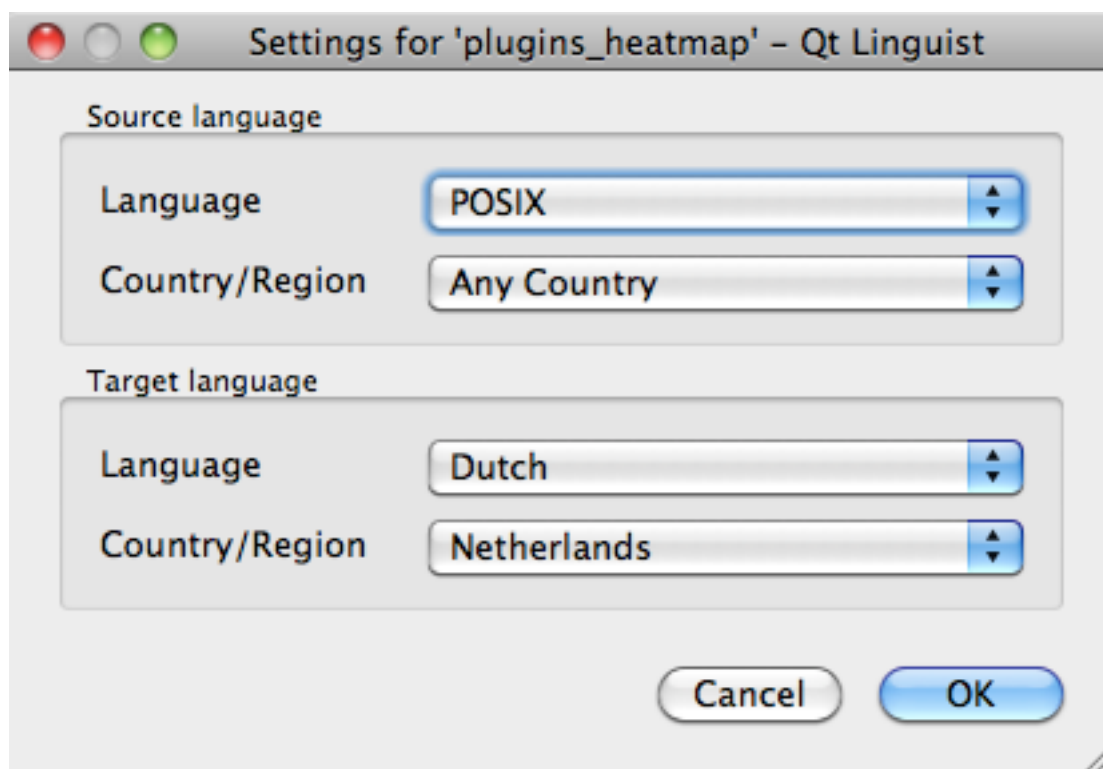 Settings for 'plugins_heatmap' – Qt Linguist
Source language
Language POSIX
Country/Region Any Country
Target language
Language Dutch
Country/Region Netherlands
Cancel OK